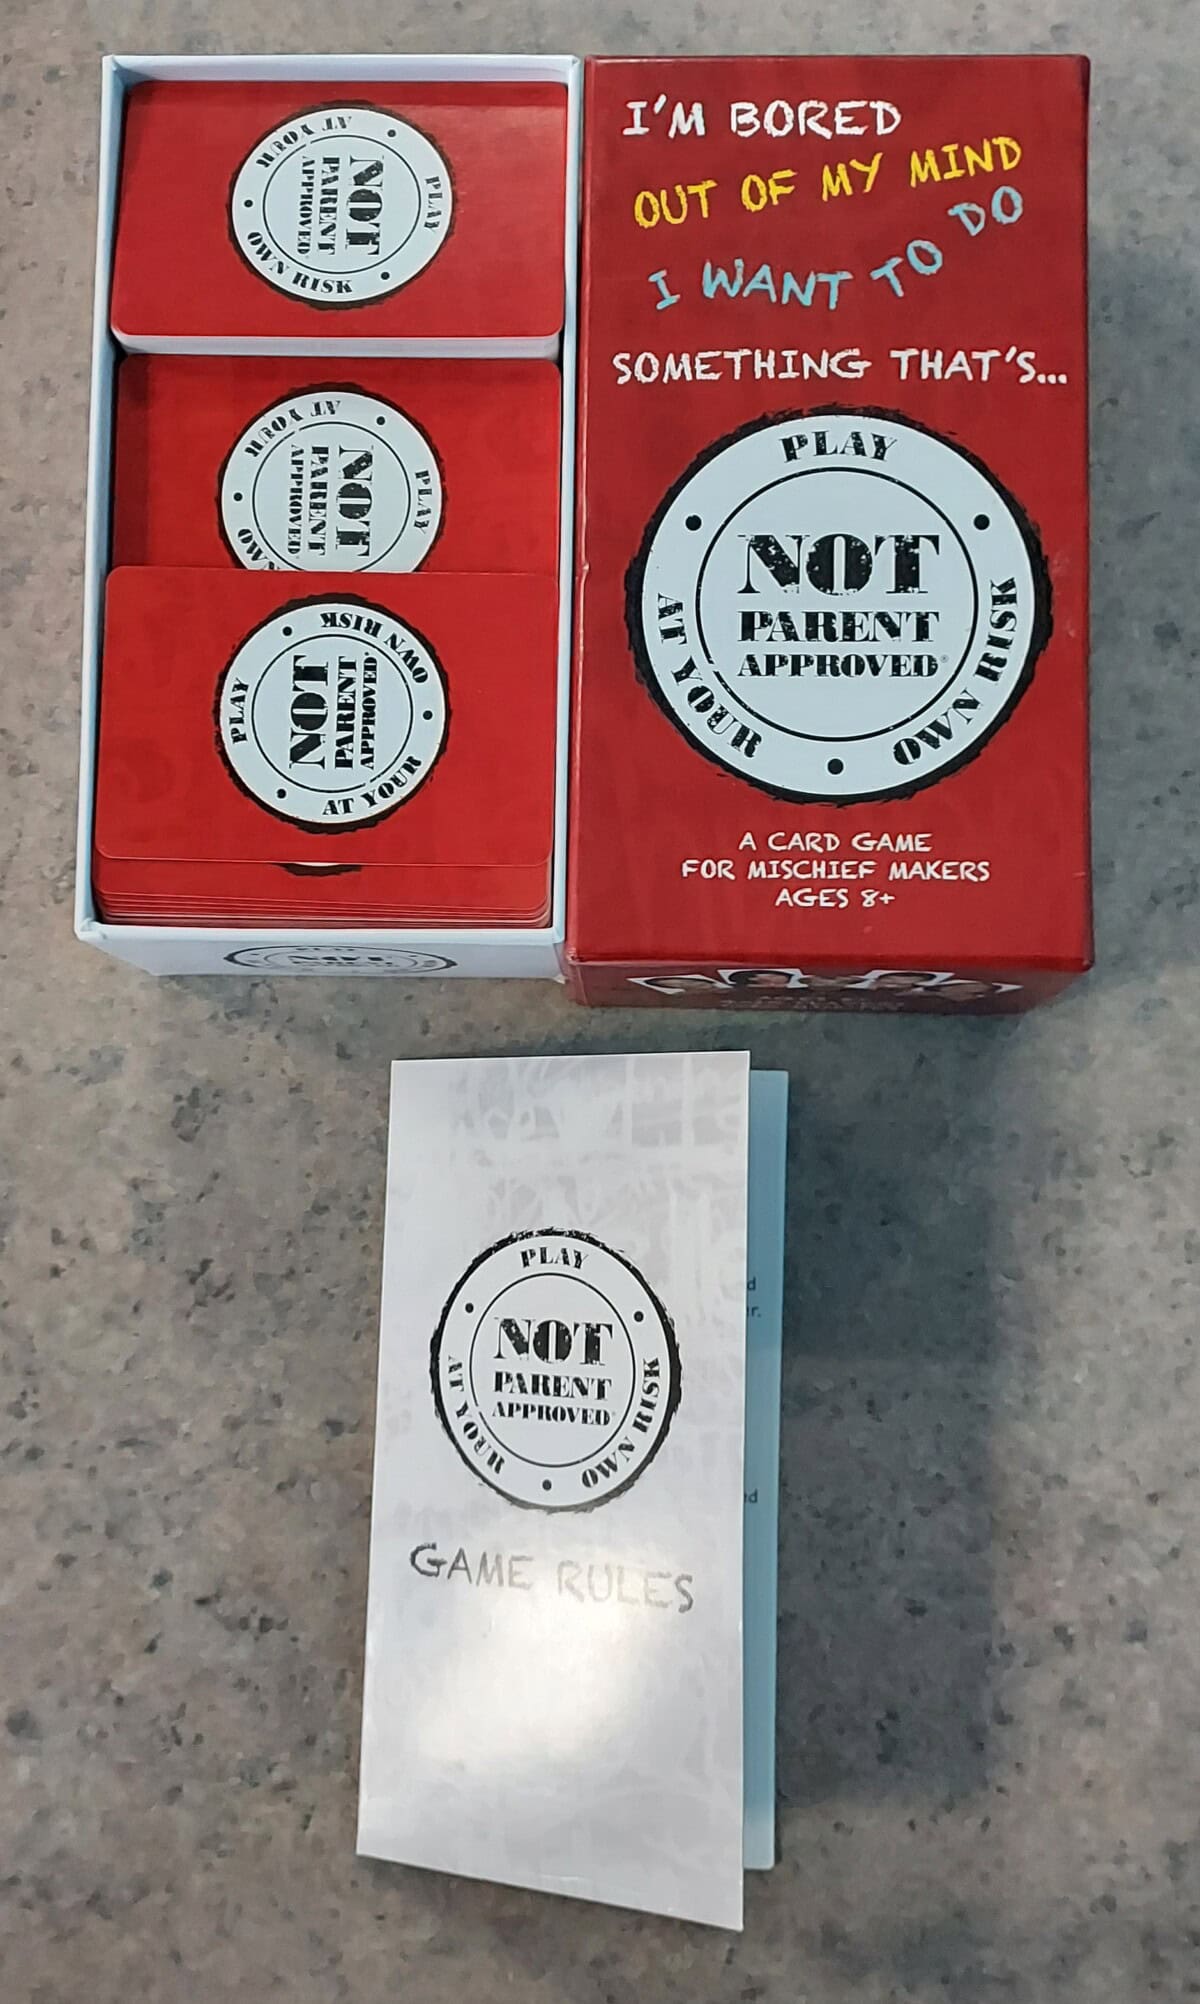 PLAY
AT YOUR
OWN RISK
NOT
PARENT
APPROVED
PLAY
AT YOUR
OWN
NOT
PARENT
APPROVED
PLAY
AT YOUR
OWN RISK
NOT
PARENT
APPROVED
PLAY
NOT
I'M BORED
OUT OF MY MIND
I WANT TO DO
SOMETHING THAT'S...
PLAY
AT YOUR
OWN RISK
NOT
PARENT
APPROVED®
A CARD GAME
FOR MISCHIEF MAKERS
AGES 8+
PLAY
AT YOUR
OWN RISK
NOT
PARENT
APPROVED
GAME RULES